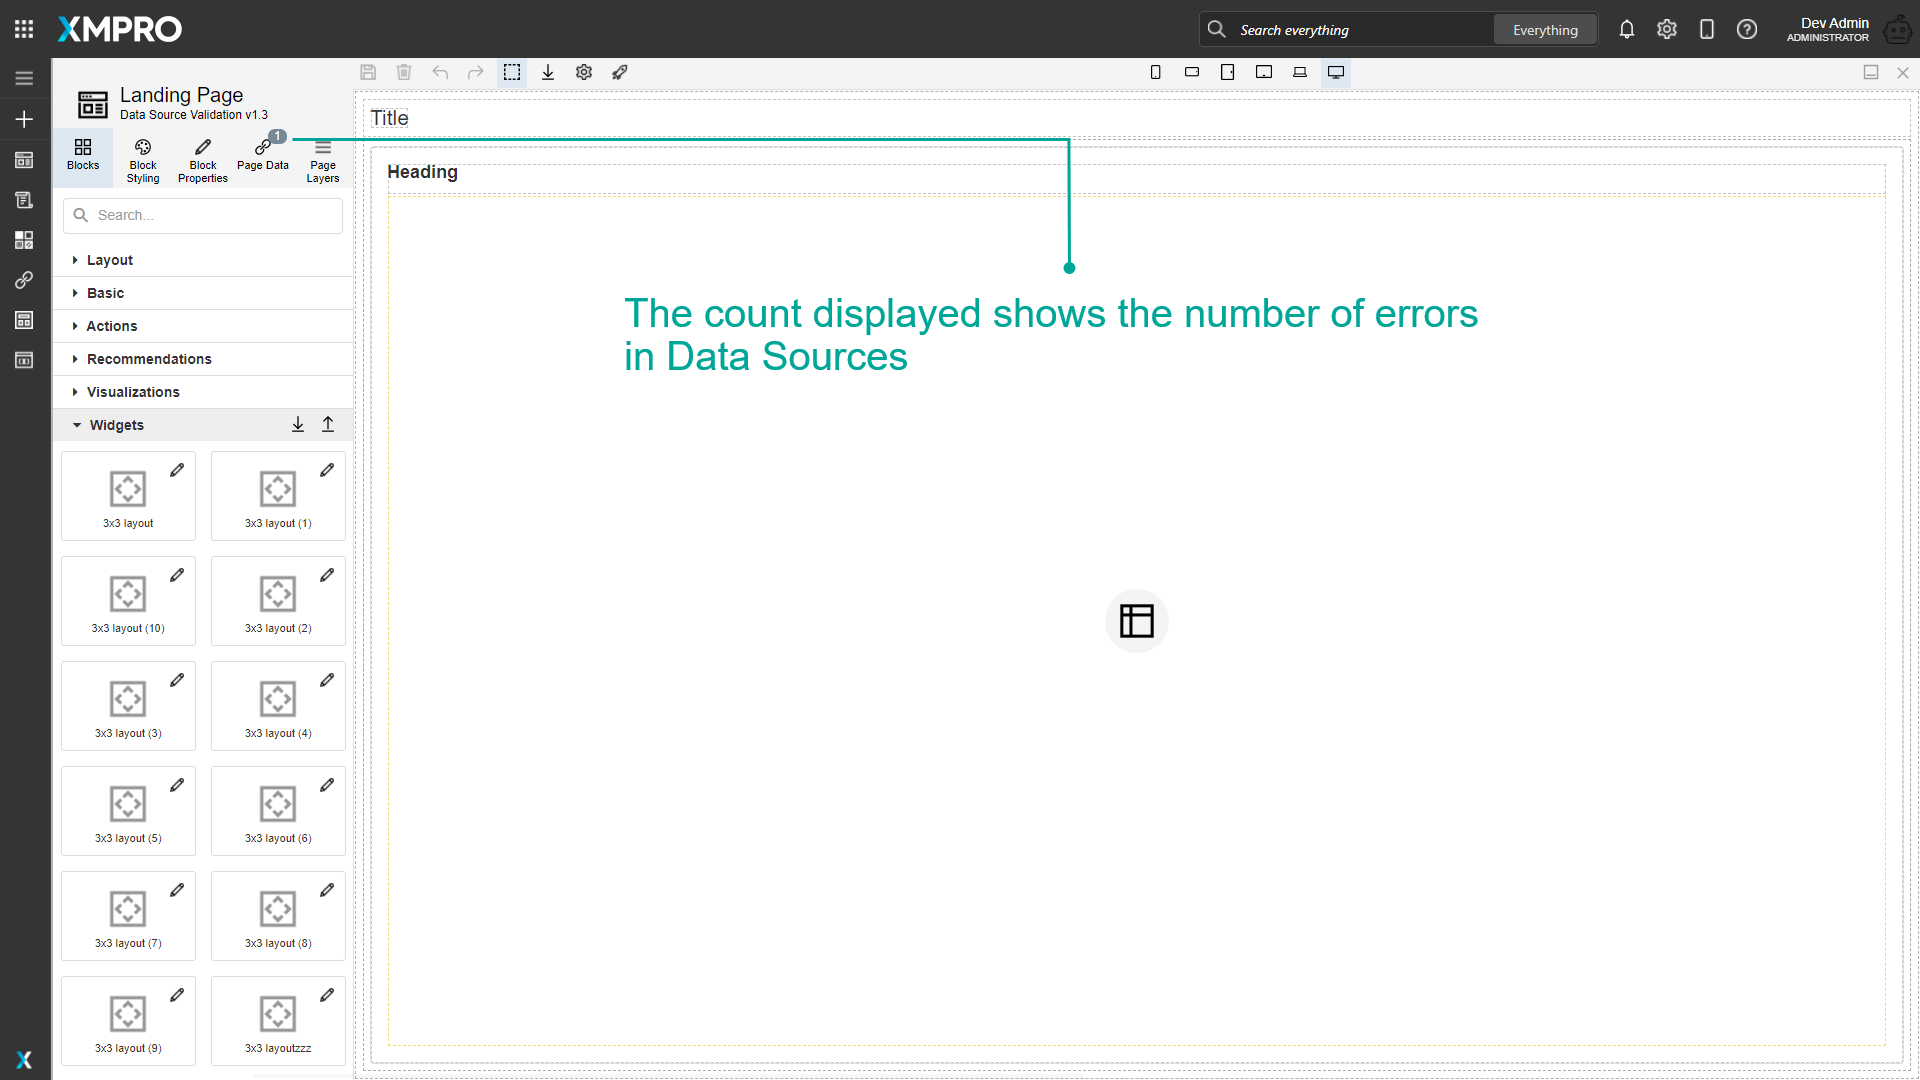 XMPRO
Search everything
Everything
Dev Admin
ADMINISTRATOR
Landing Page
Data Source Validation v1.3
Blocks
Block
Styling
Block
Properties
1
Page Data
Page
Layers
Search...
Layout
Basic
Actions
Recommendations
Visualizations
Widgets
3x3 layout
3x3 layout (1)
3x3 layout (10)
3x3 layout (2)
3x3 layout (3)
3x3 layout (4)
3x3 layout (5)
3x3 layout (6)
3x3 layout (7)
3x3 layout (8)
3x3 layout (9)
3x3 layoutzzz
Title
Heading
The count displayed shows the number of errors
in Data Sources